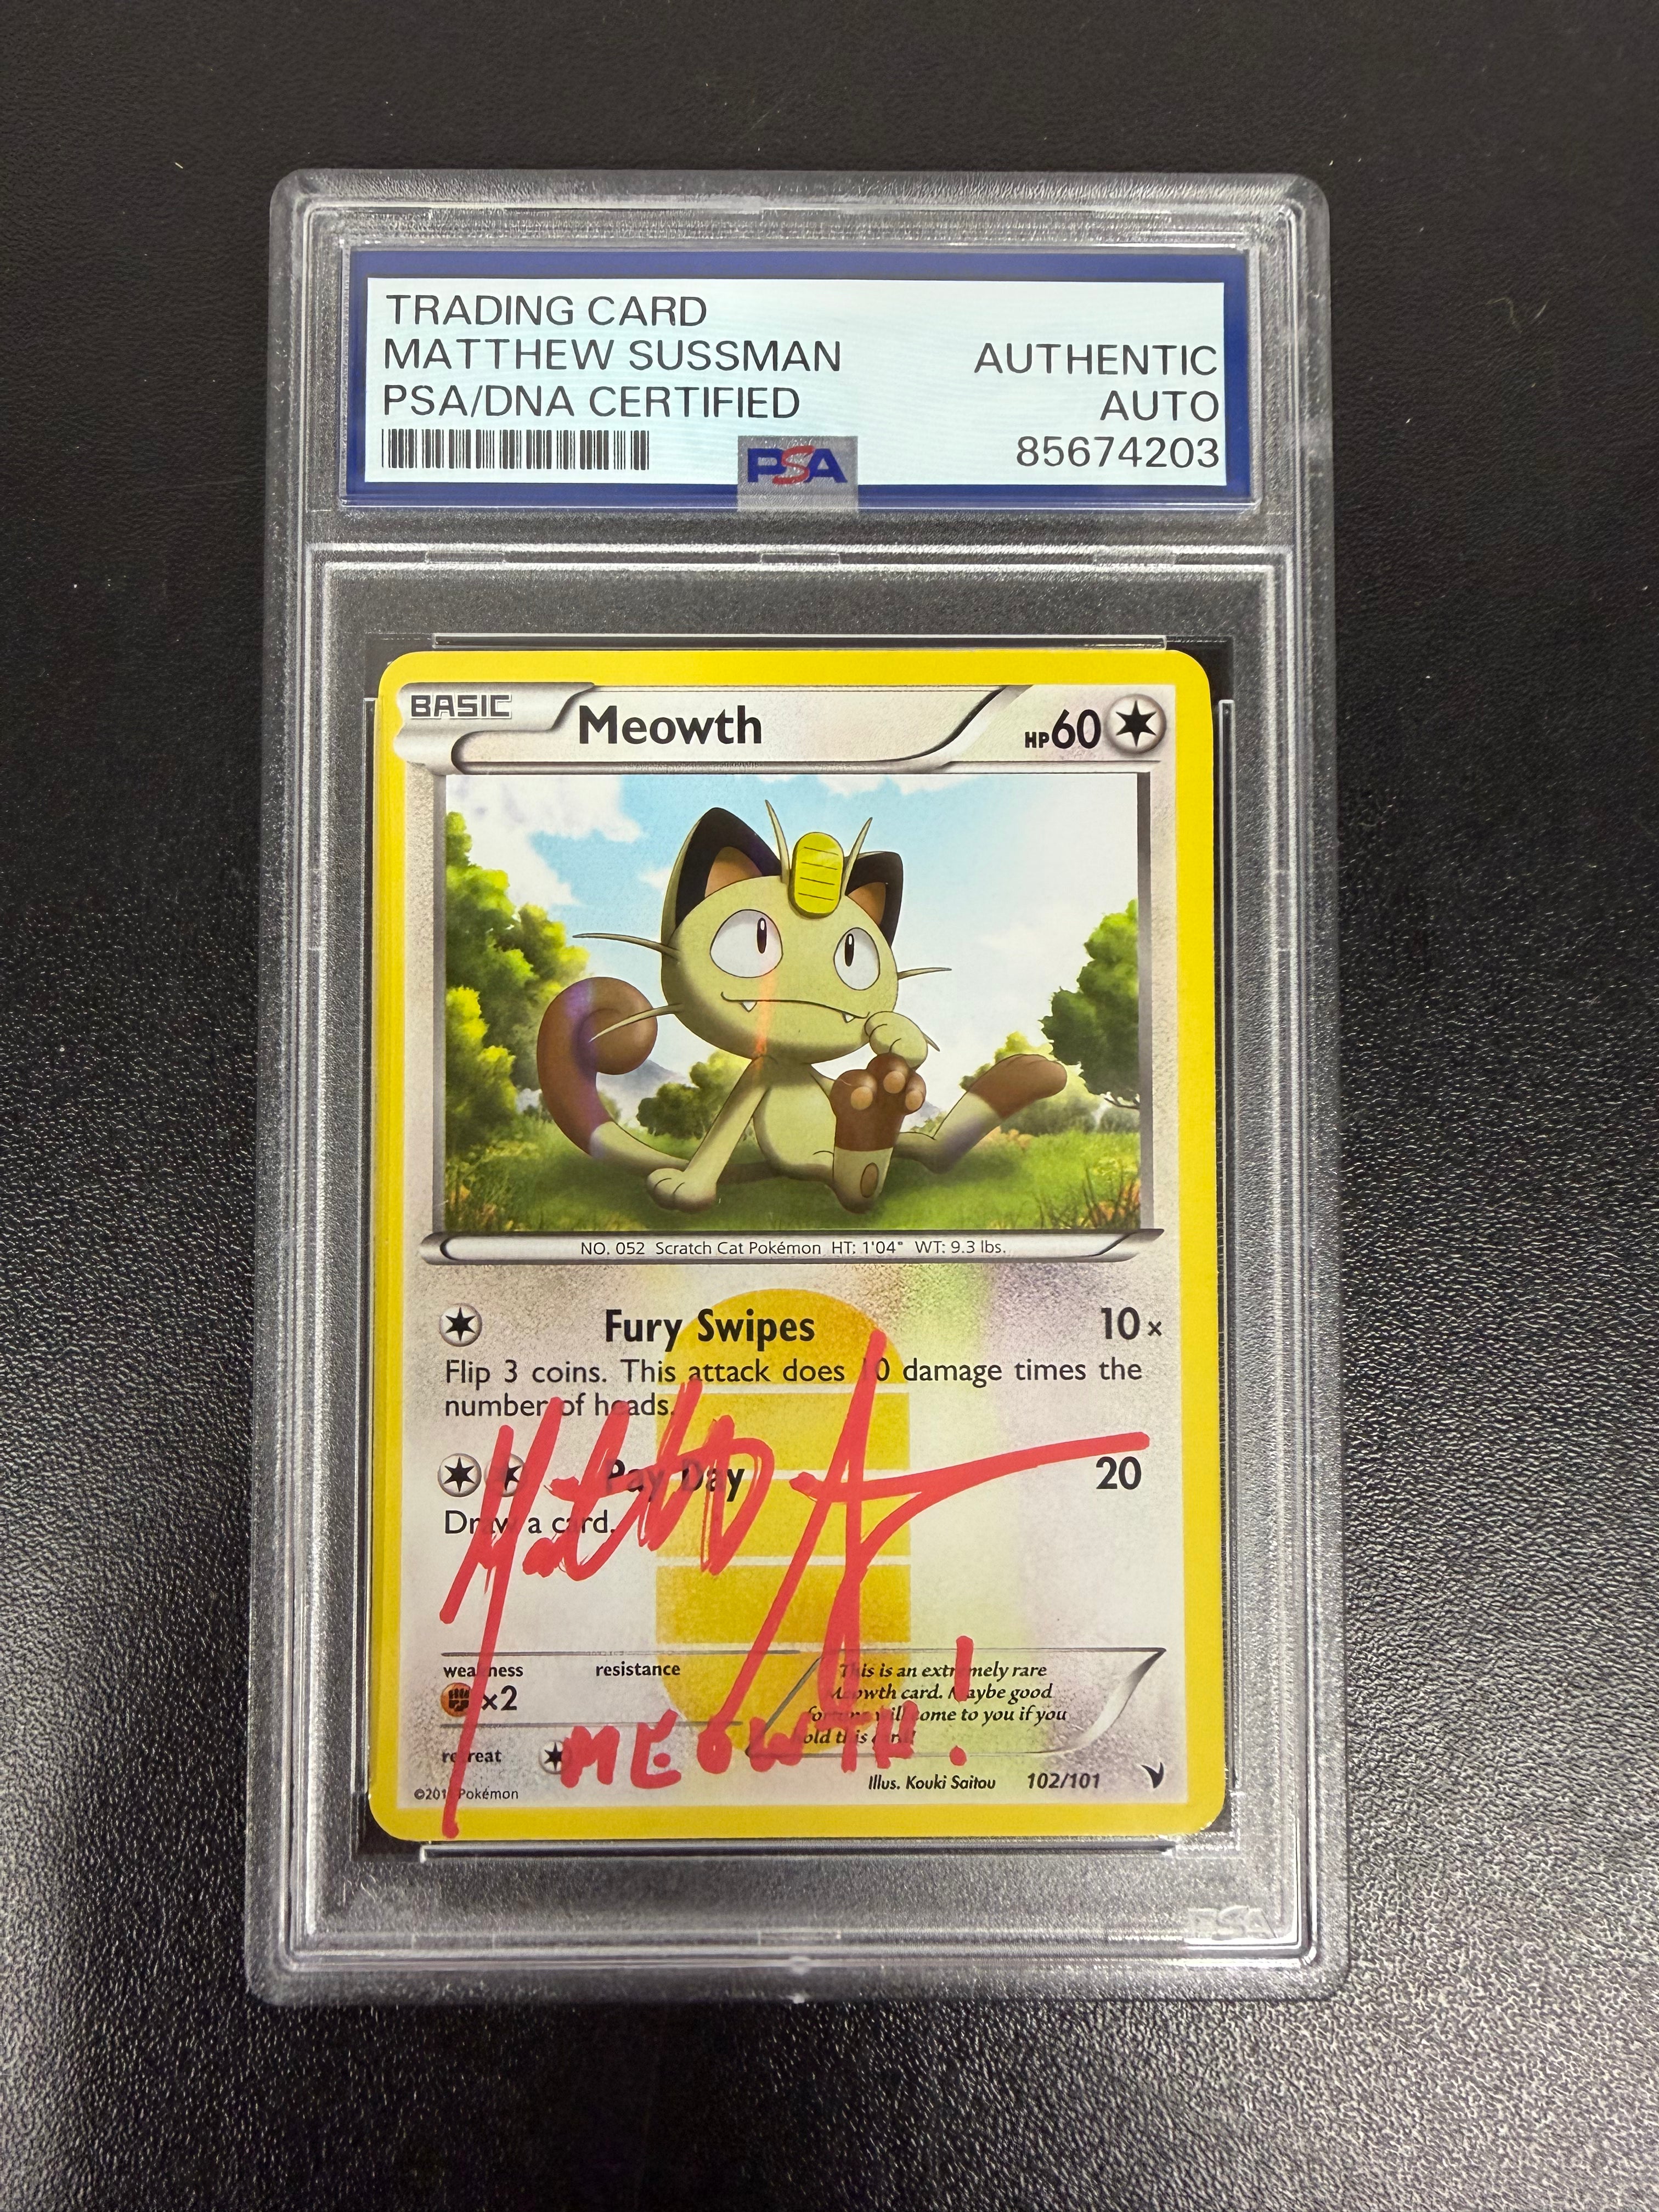 TRADING CARD
MATTHEW SUSSMAN
PSA/DNA CERTIFIED
AUTHENTIC
AUTO
85674203
PSA
BASIC
Meowth
HP60
NO. 052 Scratch Cat Pokémon HT: 1'04" WT: 9.3 lbs.
Fury Swipes 10×
Flip 3 coins. This attack does 10 damage times the
number of heads.
Pay Day 20
Draw a card.
weakness
×2
resistance
retreat
This is an extremely rare
Meowth card. Maybe good
fortune will come to you if you
hold this card!
MEOWTH!
Illus. Kouki Saitou 102/101
Pokémon
PSA